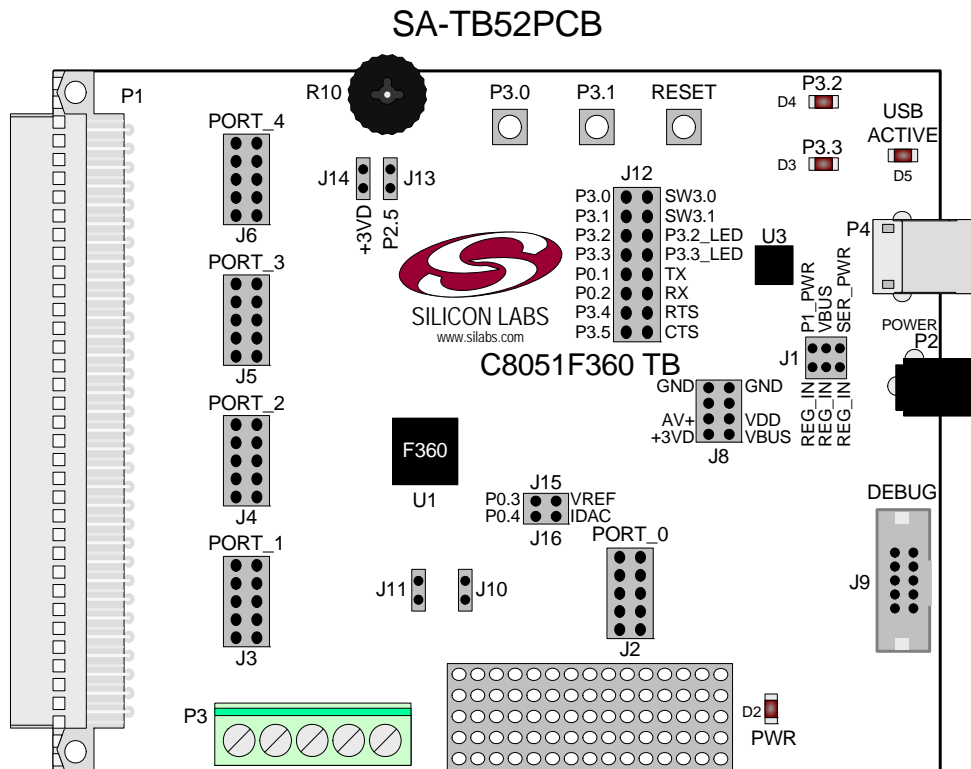 SA-TB52PCB
P1
R10
P3.0
P3.1
RESET
P3.2
D4
USB
ACTIVE
D5
P3.3
D3
PORT_4
J6
J14
J13
+3VD
P2.5
J12
P3.0 SW3.0
P3.1 SW3.1
P3.2 P3.2_LED
P3.3 P3.3_LED
P0.1 TX
P0.2 RX
P3.4 RTS
P3.5 CTS
U3
P4
PORT_3
J5
SILICON LABS
www.silabs.com
C8051F360 TB
P1_PWR
VBUS
SER_PWR
J1
REG_IN
REG_IN
REG_IN
POWER
P2
GND GND
AV+ VDD
+3VD VBUS
J8
PORT_2
J4
F360
U1
J15
P0.3 VREF
P0.4 IDAC
J16
DEBUG
J9
PORT_1
J3
J11
J10
PORT_0
J2
P3
D2
PWR